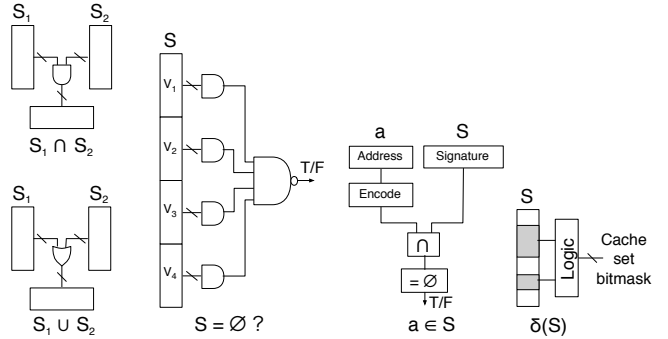 S₁ S₂
S₁ ∩ S₂
S₁ S₂
S₁ ∪ S₂
S
V₁
V₂
V₃
V₄
T/F
S = ∅ ?
a S
Address Signature
Encode
∩
= ∅
T/F
a ∈ S
S
Logic
Cache
set
bitmask
δ(S)